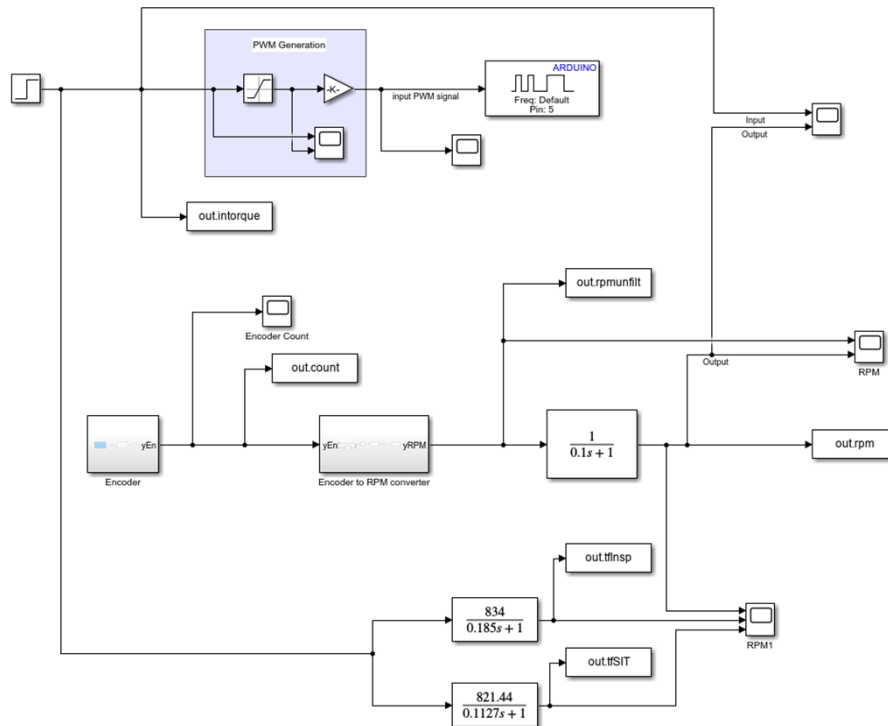 PWM Generation
ARDUINO
-K-
input PWM signal
Freq: Default
Pin: 5
Input
Output
out.intorque
out.rpmunfilt
Encoder Count
out.count
Output
RPM
yEn
yEn
yRPM
1
0.1s + 1
out.rpm
Encoder
Encoder to RPM converter
out.tfInsp
834
0.185s + 1
RPM1
out.tfSIT
821.44
0.1127s + 1